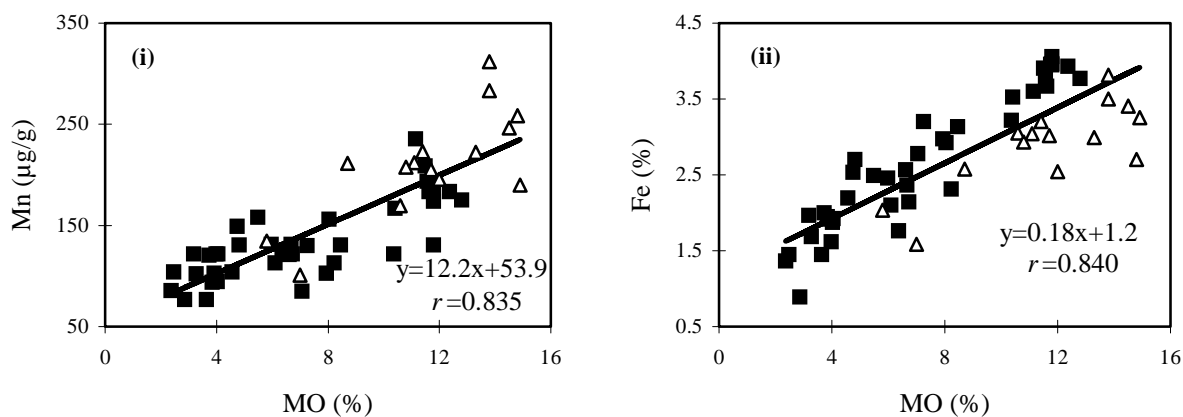 350
250
150
50
Mn (µg/g)
(i)
y=12.2x+53.9
r=0.835
0
4
8
12
16
MO (%)
4.5
3.5
2.5
1.5
0.5
Fe (%)
(ii)
y=0.18x+1.2
r=0.840
0
4
8
12
16
MO (%)